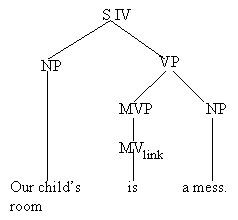 S IV
NP VP
MVP NP
MVlink
Our child's is a mess.
room